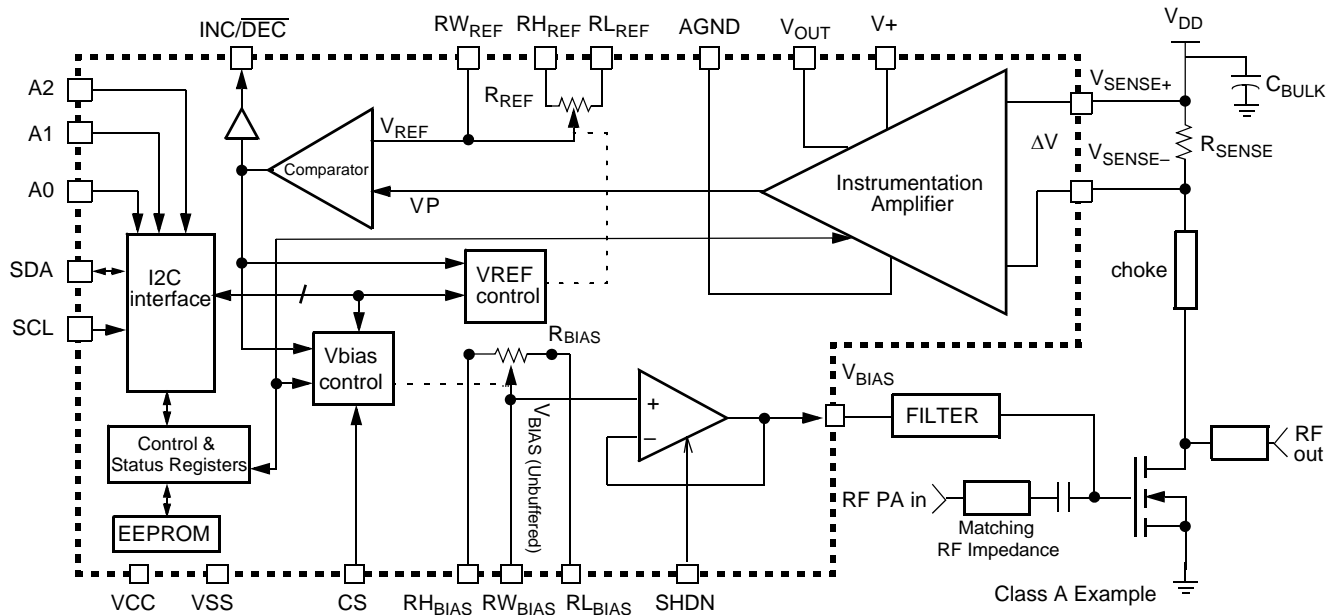 INC/DEC
RW_REF
RH_REF
RL_REF
AGND
V_OUT
V+
V_DD
A2
A1
A0
SDA
SCL
R_REF
V_REF
Comparator
VP
Instrumentation
Amplifier
ΔV
V_SENSE+
V_SENSE–
C_BULK
R_SENSE
choke
I2C
interface
/
VREF
control
Vbias
control
R_BIAS
V_BIAS (Unbuffered)
+
–
V_BIAS
FILTER
RF
out
Control &
Status Registers
EEPROM
RF PA in
Matching
RF Impedance
Class A Example
VCC
VSS
CS
RH_BIAS
RW_BIAS
RL_BIAS
SHDN